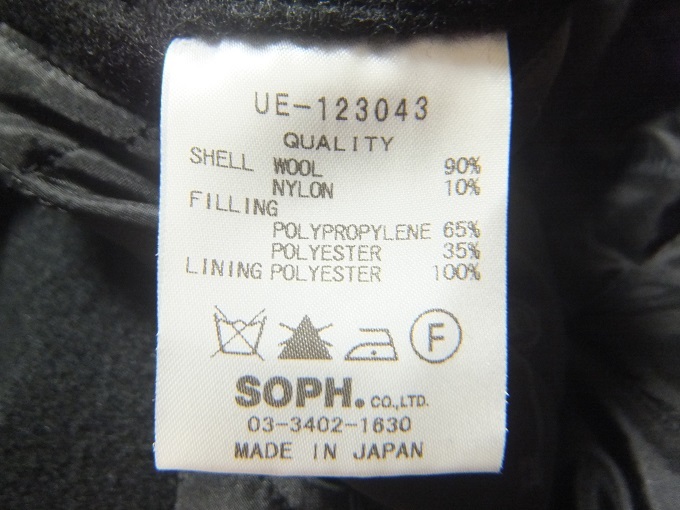 UE-123043
QUALITY
SHELL WOOL 90%
NYLON 10%
FILLING
POLYPROPYLENE 65%
POLYESTER 35%
LINING POLYESTER 100%
F
SOPH. CO.,LTD.
03-3402-1630
MADE IN JAPAN